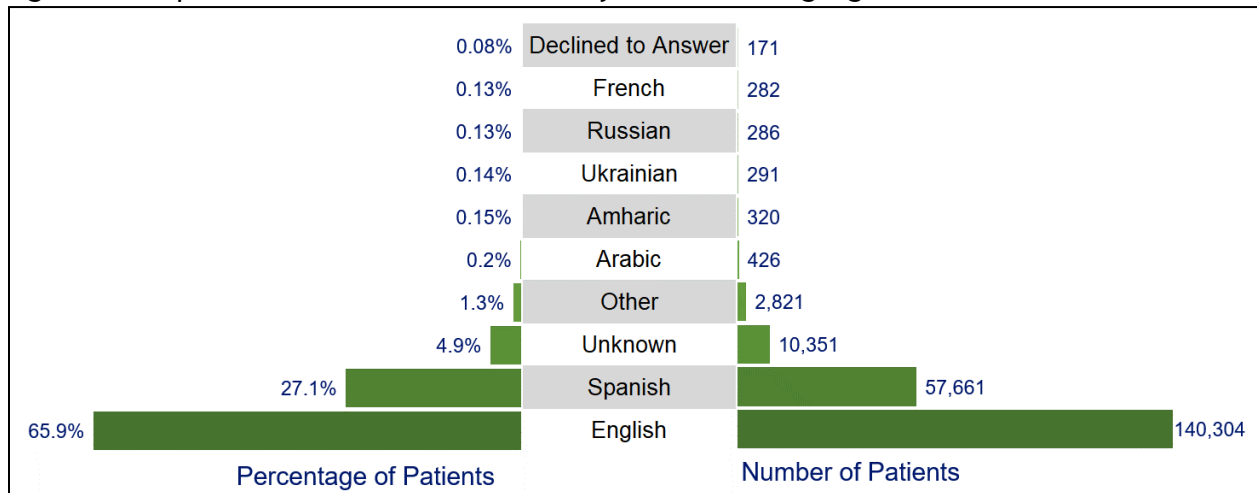 0.08% Declined to Answer 171
0.13% French 282
0.13% Russian 286
0.14% Ukrainian 291
0.15% Amharic 320
0.2% Arabic 426
1.3% Other 2,821
4.9% Unknown 10,351
27.1% Spanish 57,661
65.9% English 140,304
Percentage of Patients Number of Patients